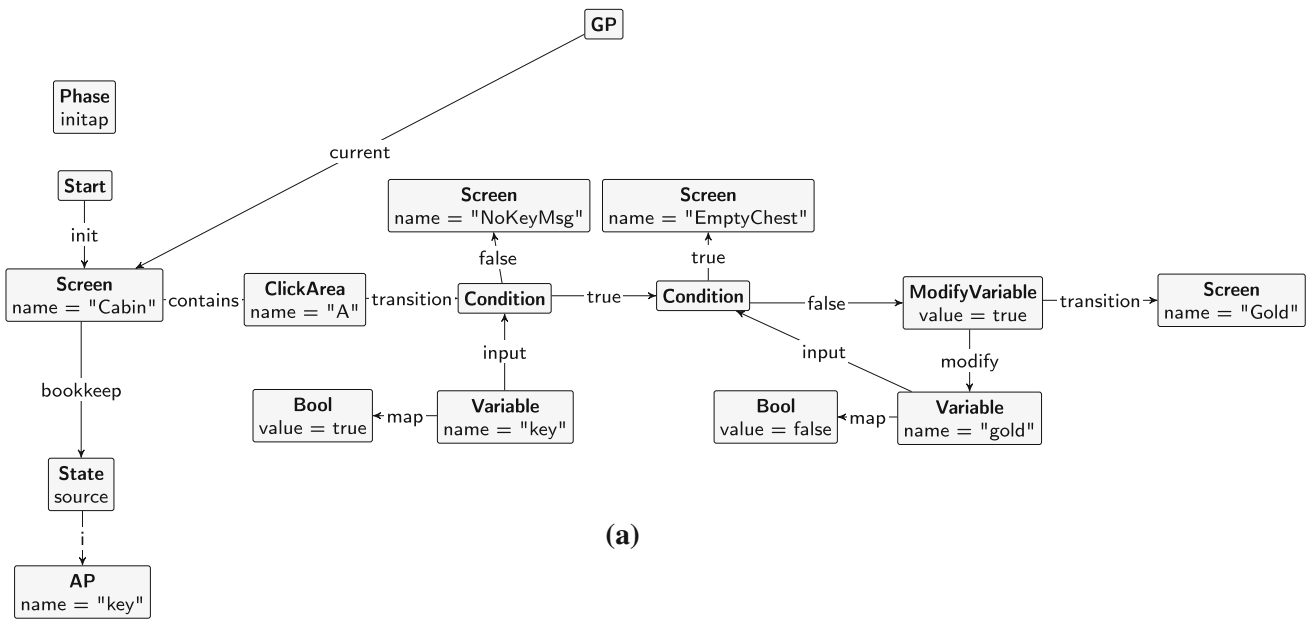 GP
Phase
initap
current
Start
init
Screen
name = "NoKeyMsg"
Screen
name = "EmptyChest"
false
true
Screen
name = "Cabin"
contains
ClickArea
name = "A"
transition
Condition
true
Condition
false
ModifyVariable
value = true
transition
Screen
name = "Gold"
input
input
modify
bookkeep
Bool
value = true
map
Variable
name = "key"
Bool
value = false
map
Variable
name = "gold"
State
source
i
AP
name = "key"
(a)